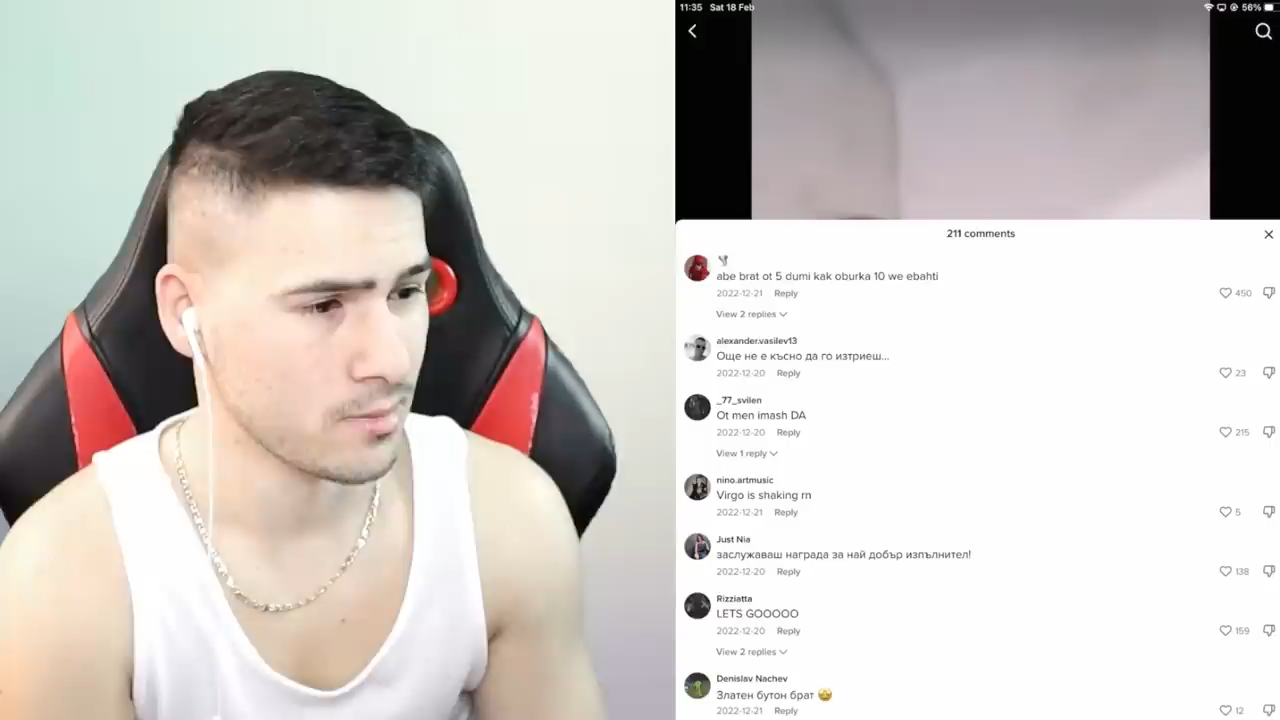 11:35 Sat 18 Feb 56%
211 comments
abe brat ot 5 dumi kak oburka 10 we ebahti
2022-12-21 Reply 450
View 2 replies
alexander.vasilev13
Още не е късно да го изтриеш...
2022-12-20 Reply 23
_77_svilen
Ot men imash DA
2022-12-20 Reply 215
View 1 reply
nino.artmusic
Virgo is shaking rn
2022-12-21 Reply 5
Just Nia
заслужаваш награда за най добър изпълнител!
2022-12-20 Reply 138
Rizziatta
LETS GOOOOO
2022-12-20 Reply 159
View 2 replies
Denislav Nachev
Златен бутон брат 🤩
2022-12-21 Reply 12